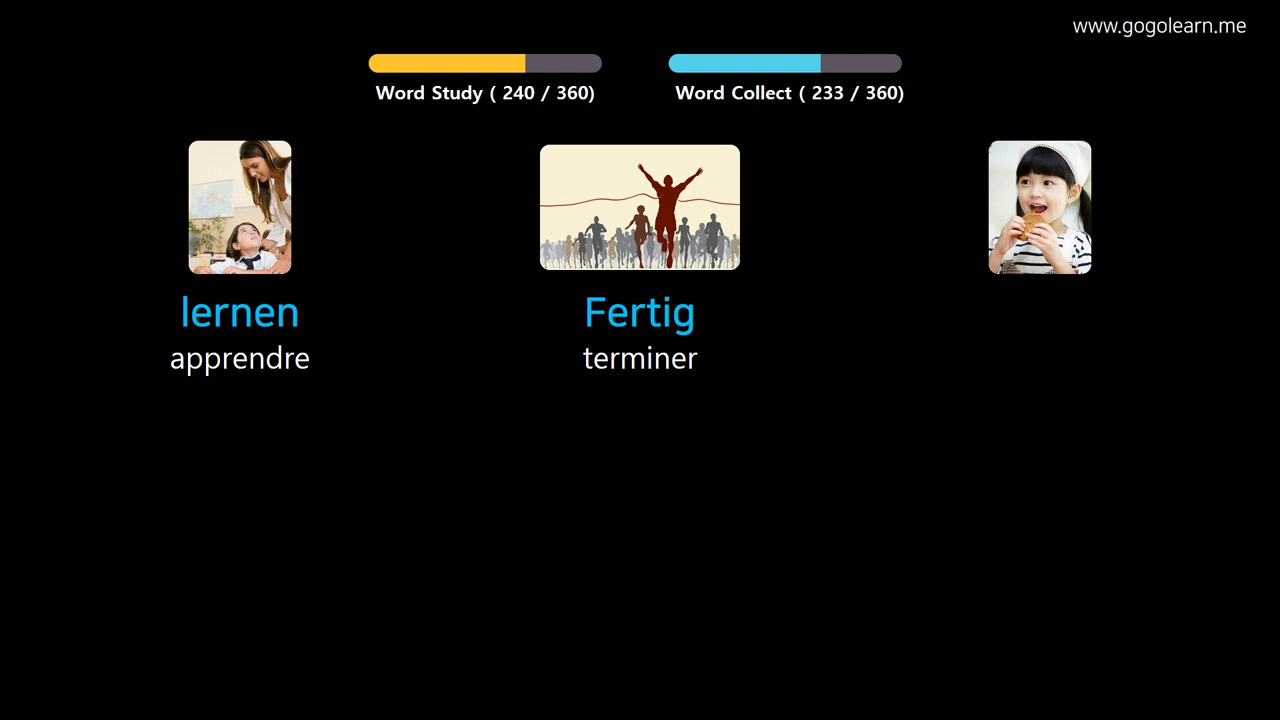 www.gogolearn.me
Word Study ( 240 / 360)
Word Collect ( 233 / 360)
lernen
Fertig
apprendre
terminer